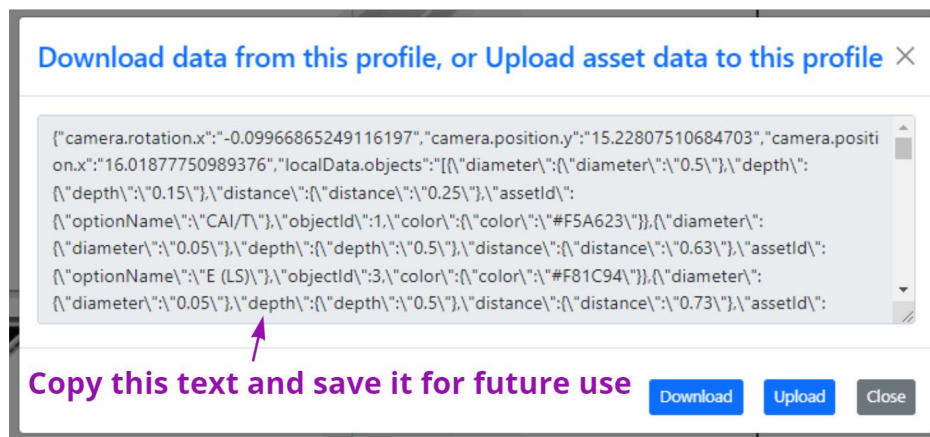 Download data from this profile, or Upload asset data to this profile ×
{"camera.rotation.x":"-0.09966865249116197","camera.position.y":"15.22807510684703","camera.positi
on.x":"16.01877750989376","localData.objects":"[{\"diameter\":{\"diameter\":\"0.5\"},\"depth\":
{\"depth\":\"0.15\"},\"distance\":{\"distance\":\"0.25\"},\"assetId\":
{\"optionName\":\"CAI/T\"},\"objectId\":1,\"color\":{\"color\":\"#F5A623\"}},{\"diameter\":
{\"diameter\":\"0.05\"},\"depth\":{\"depth\":\"0.5\"},\"distance\":{\"distance\":\"0.63\"},\"assetId\":
{\"optionName\":\"E (LS)\"},\"objectId\":3,\"color\":{\"color\":\"#F81C94\"}},{\"diameter\":
{\"diameter\":\"0.05\"},\"depth\":{\"depth\":\"0.5\"},\"distance\":{\"distance\":\"0.73\"},\"assetId\":
Copy this text and save it for future use
Download Upload Close